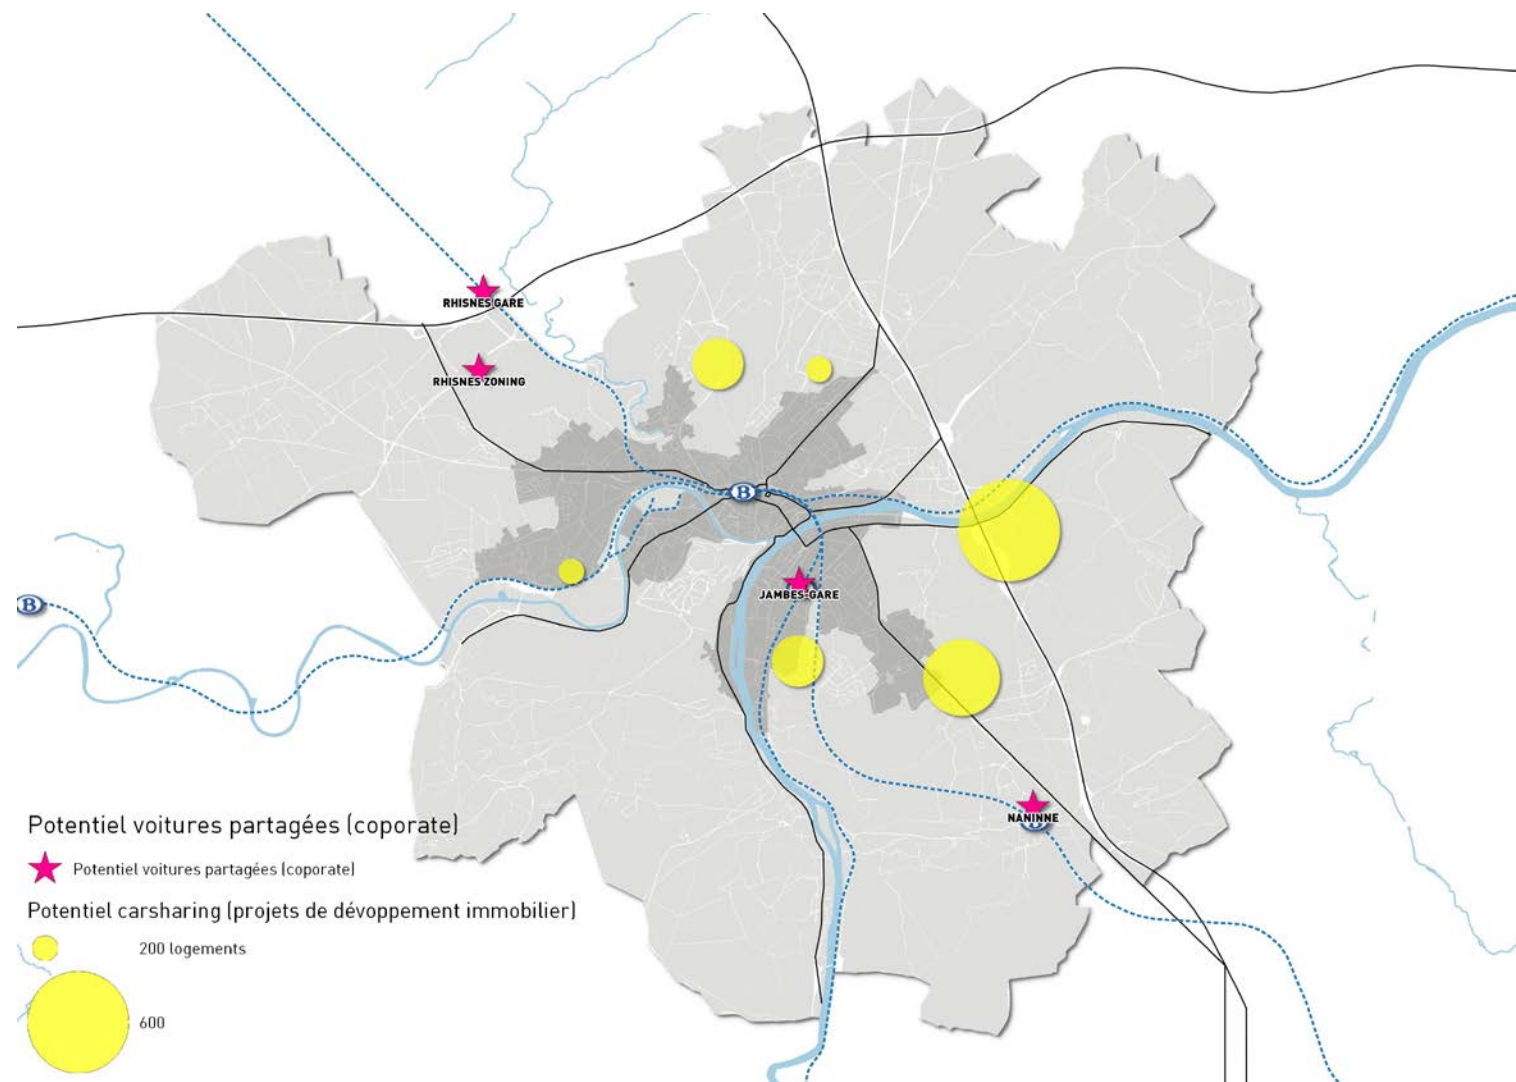 RHISNES GARE
RHISNES ZONING
B
JAMBES-GARE
B
NANINNE
B
Potentiel voitures partagées (coporate)
Potentiel voitures partagées (coporate)
Potentiel carsharing (projets de dévoppement immobilier)
200 logements
600